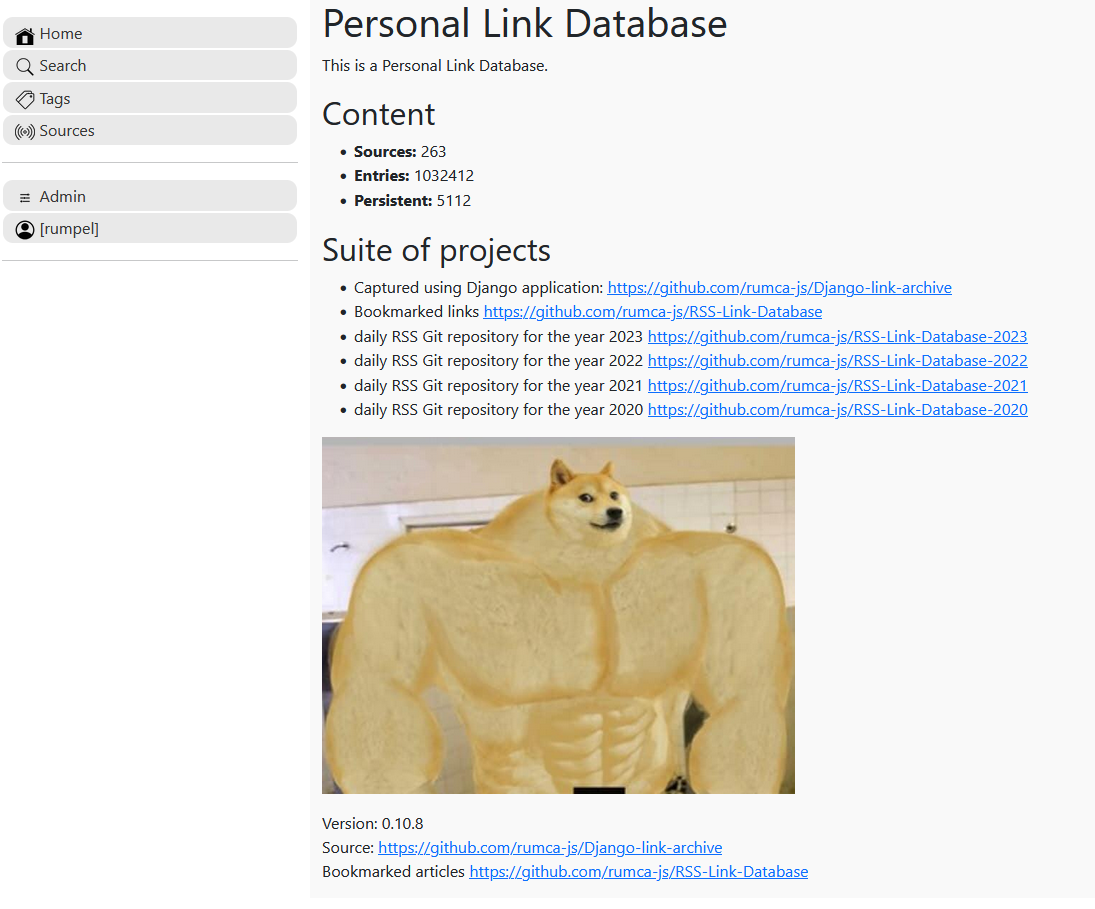 Home
Search
Tags
Sources
Admin
[rumpel]
Personal Link Database
This is a Personal Link Database.
Content
Sources: 263
Entries: 1032412
Persistent: 5112
Suite of projects
Captured using Django application: https://github.com/rumca-js/Django-link-archive
Bookmarked links https://github.com/rumca-js/RSS-Link-Database
daily RSS Git repository for the year 2023 https://github.com/rumca-js/RSS-Link-Database-2023
daily RSS Git repository for the year 2022 https://github.com/rumca-js/RSS-Link-Database-2022
daily RSS Git repository for the year 2021 https://github.com/rumca-js/RSS-Link-Database-2021
daily RSS Git repository for the year 2020 https://github.com/rumca-js/RSS-Link-Database-2020
Version: 0.10.8
Source: https://github.com/rumca-js/Django-link-archive
Bookmarked articles https://github.com/rumca-js/RSS-Link-Database